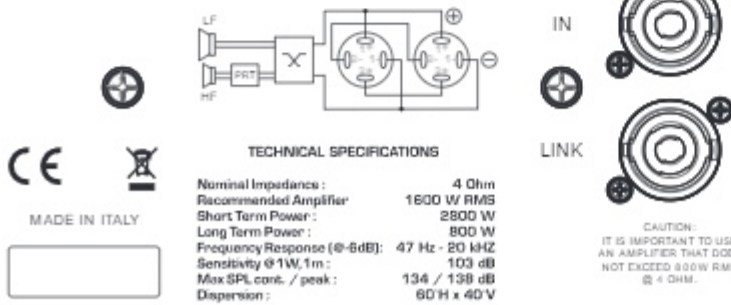 LF
HF
PRT
IN
LINK
CE
MADE IN ITALY
TECHNICAL SPECIFICATIONS
Nominal Impedance : 4 Ohm
Recommended Amplifier 1600 W RMS
Short Term Power : 2800 W
Long Term Power : 800 W
Frequency Response (@-6dB): 47 Hz - 20 kHZ
Sensitivity @1W,1m : 103 dB
Max SPL cont. / peak : 134 / 138 dB
Dispersion : 60°H x 40°V
CAUTION:
IT IS IMPORTANT TO US
AN AMPLIFIER THAT DOE
NOT EXCEED 800W RM
@ 4 OHM.